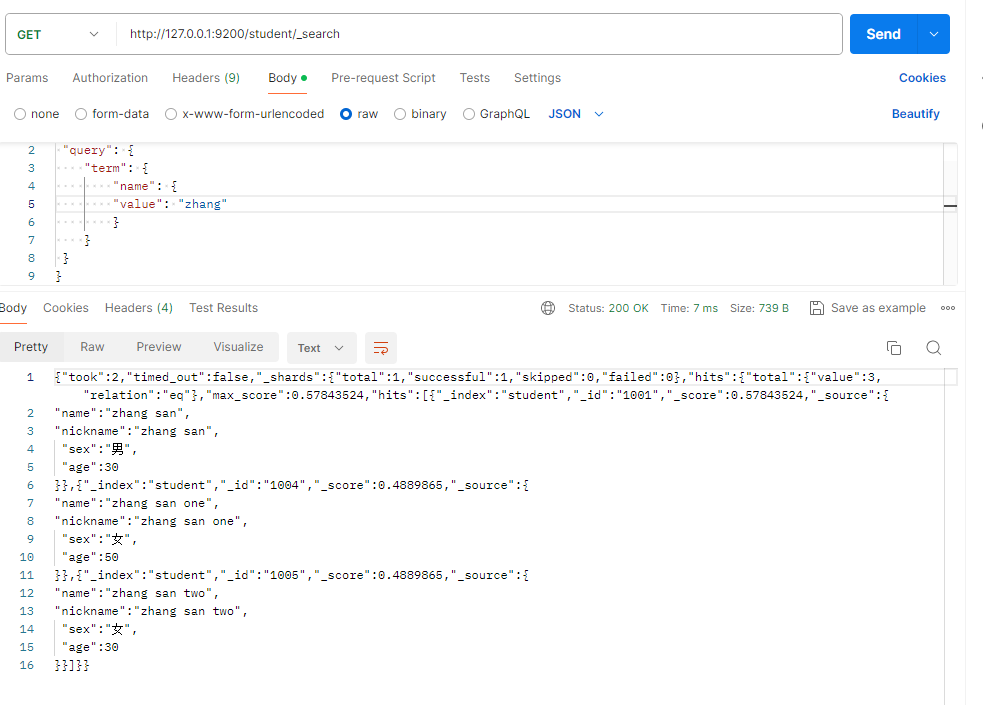 GET http://127.0.0.1:9200/student/_search Send
Params Authorization Headers (9) Body Pre-request Script Tests Settings Cookies
none form-data x-www-form-urlencoded raw binary GraphQL JSON Beautify
2 "query": {
3 "term": {
4 "name": {
5 "value": "zhang"
6 }
7 }
8 }
9 }
Body Cookies Headers (4) Test Results Status: 200 OK Time: 7 ms Size: 739 B Save as example
Pretty Raw Preview Visualize Text
1 {"took":2,"timed_out":false,"_shards":{"total":1,"successful":1,"skipped":0,"failed":0},"hits":{"total":{"value":3,
"relation":"eq"},"max_score":0.57843524,"hits":[{"_index":"student","_id":"1001","_score":0.57843524,"_source":{
2 "name":"zhang san",
3 "nickname":"zhang san",
4 "sex":"男",
5 "age":30
6 }},{"_index":"student","_id":"1004","_score":0.4889865,"_source":{
7 "name":"zhang san one",
8 "nickname":"zhang san one",
9 "sex":"女",
10 "age":50
11 }},{"_index":"student","_id":"1005","_score":0.4889865,"_source":{
12 "name":"zhang san two",
13 "nickname":"zhang san two",
14 "sex":"女",
15 "age":30
16 }}]}}